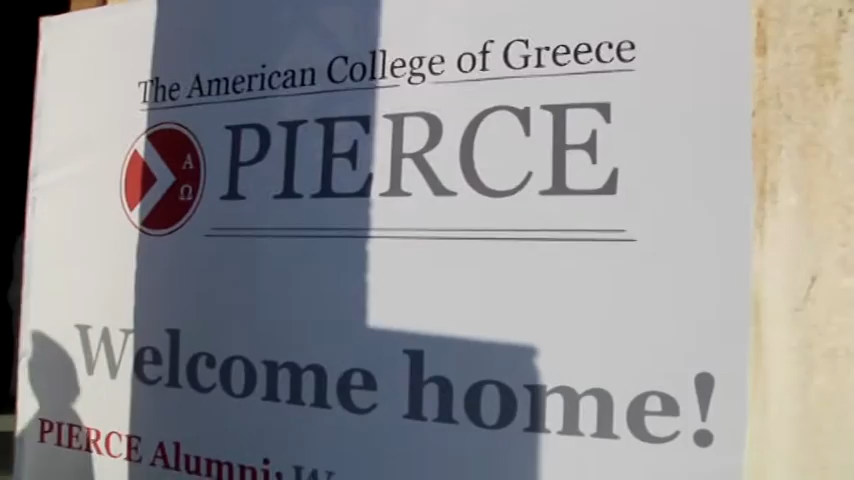 The American College of Greece
A
Ω
PIERCE
Welcome home!
PIERCE Alumni,